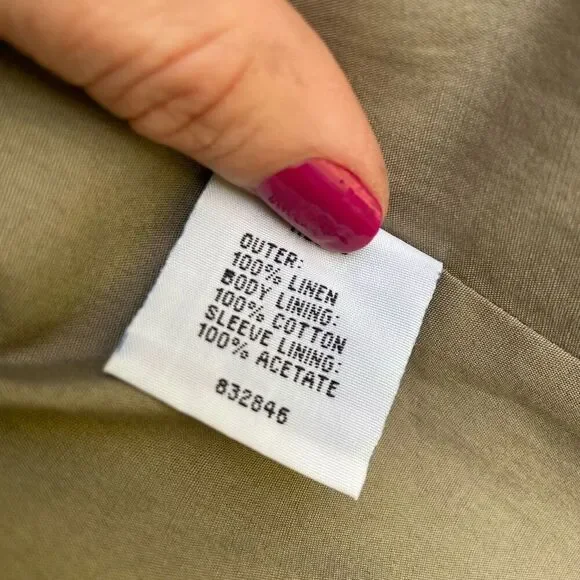 OUTER:
100% LINEN
BODY LINING:
100% COTTON
SLEEVE LINING:
100% ACETATE
832846